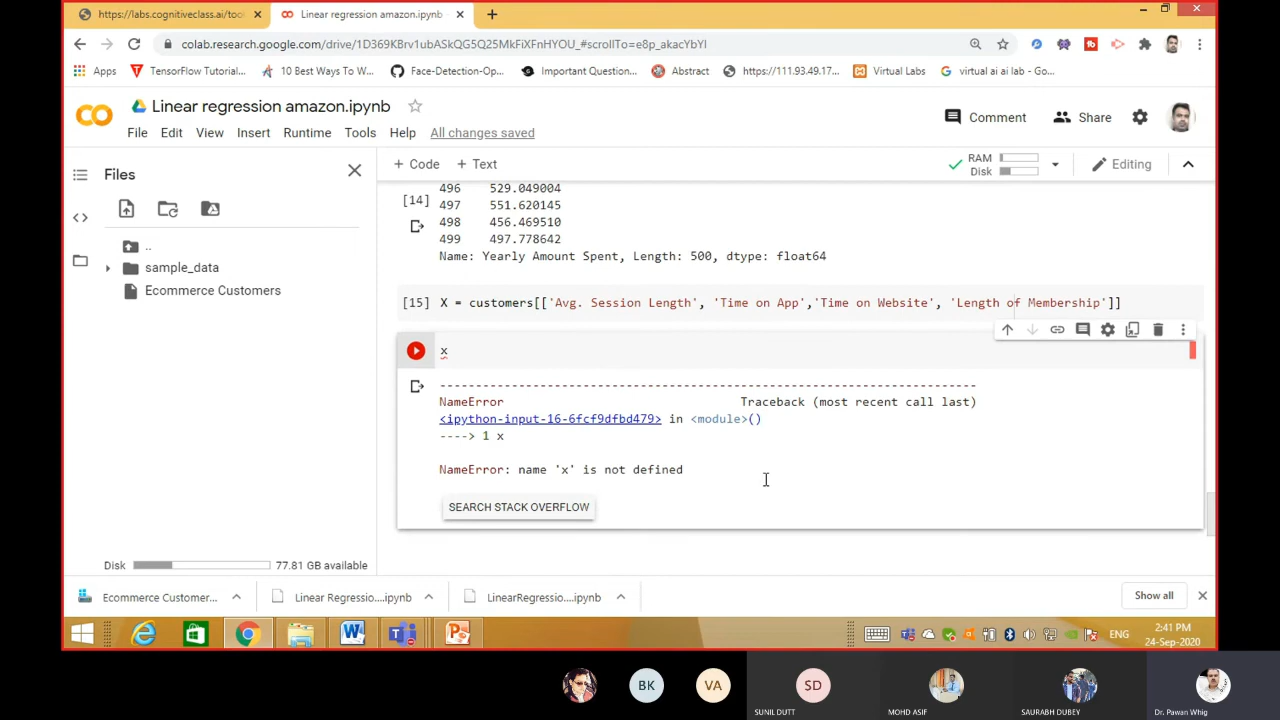 https://labs.cognitiveclass.ai/too
Linear regression amazon.ipynb
colab.research.google.com/drive/1D369KBrv1ubASkQG5Q25MkFiXFnHYOU_#scrollTo=e8p_akacYbYI
Apps
TensorFlow Tutorial...
10 Best Ways To W...
Face-Detection-Op...
Important Question...
Abstract
https://111.93.49.17...
Virtual Labs
virtual ai ai lab - Go...
Linear regression amazon.ipynb
Comment
Share
File Edit View Insert Runtime Tools Help All changes saved
Files
+ Code + Text
RAM
Disk
Editing
..
sample_data
Ecommerce Customers
[14]
496 529.049004
497 551.620145
498 456.469510
499 497.778642
Name: Yearly Amount Spent, Length: 500, dtype: float64
[15] X = customers[['Avg. Session Length', 'Time on App','Time on Website', 'Length of Membership']]
x
---------------------------------------------------------------------------
NameError Traceback (most recent call last)
<ipython-input-16-6fcf9dfbd479> in <module>()
----> 1 x
NameError: name 'x' is not defined
SEARCH STACK OVERFLOW
Disk 77.81 GB available
Ecommerce Customer...
Linear Regressio....ipynb
LinearRegressio....ipynb
Show all
ENG
2:41 PM
24-Sep-2020
BK
VA
SD
SUNIL DUTT
MOHD ASIF
SAURABH DUBEY
Dr. Pawan Whig